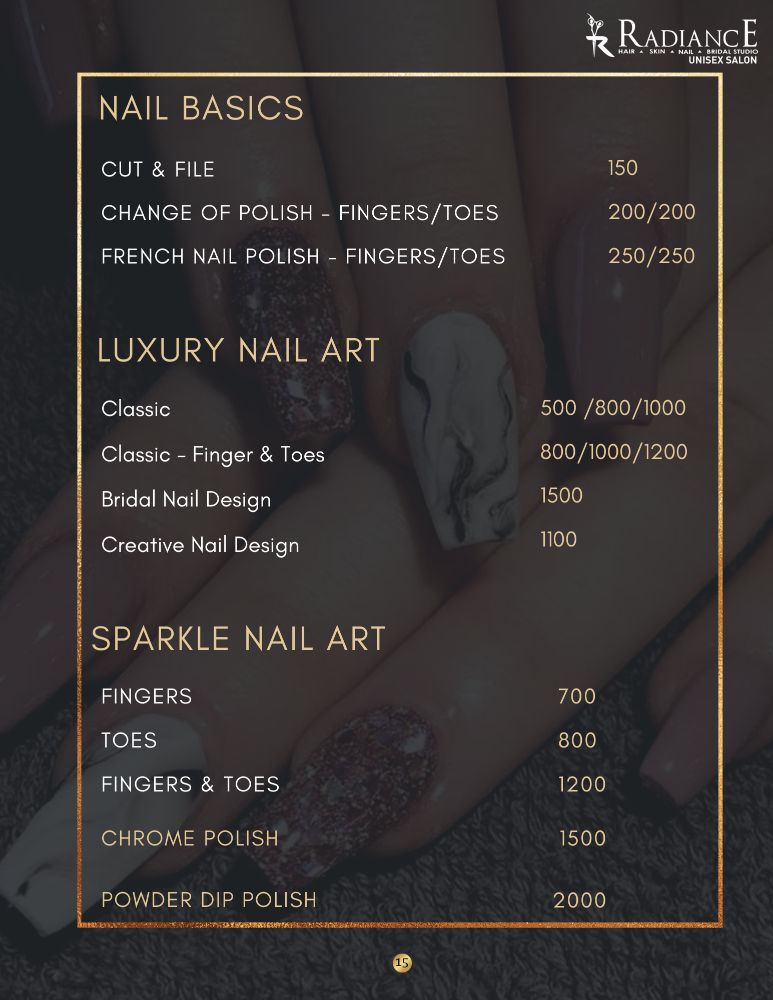 RADIANCE
HAIR ▲ SKIN ▲ NAIL ▲ BRIDAL STUDIO
UNISEX SALON
NAIL BASICS
CUT & FILE 150
CHANGE OF POLISH - FINGERS/TOES 200/200
FRENCH NAIL POLISH - FINGERS/TOES 250/250
LUXURY NAIL ART
Classic 500 /800/1000
Classic - Finger & Toes 800/1000/1200
Bridal Nail Design 1500
Creative Nail Design 1100
SPARKLE NAIL ART
FINGERS 700
TOES 800
FINGERS & TOES 1200
CHROME POLISH 1500
POWDER DIP POLISH 2000
15